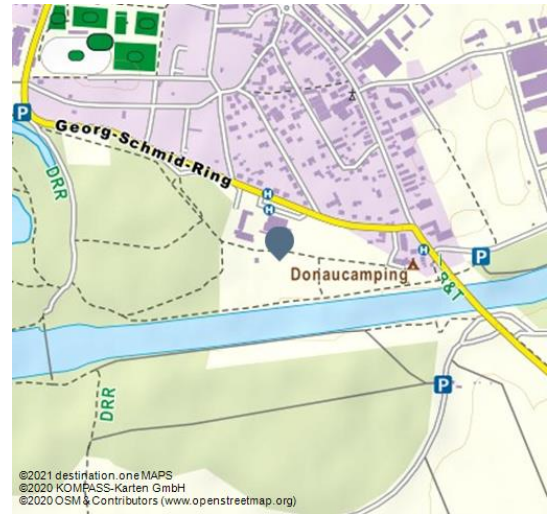 P
Georg-Schmid-Ring
DRR
H
H
Donaucamping
H
P
P&T
DRR
P
©2021 destination.one MAPS
©2020 KOMPASS-Karten GmbH
©2020 OSM & Contributors (www.openstreetmap.org)